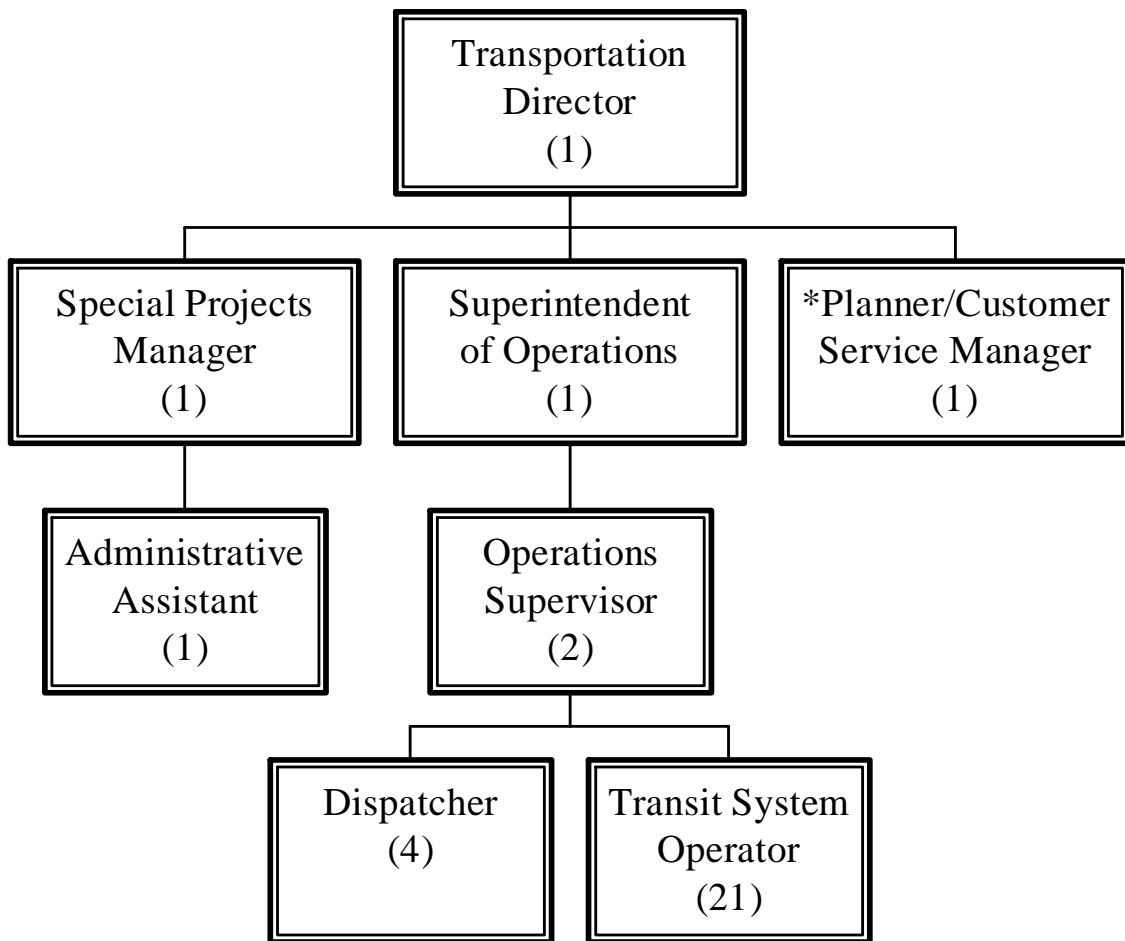 Transportation
Director
(1)
Special Projects
Manager
(1)
Superintendent
of Operations
(1)
*Planner/Customer
Service Manager
(1)
Administrative
Assistant
(1)
Operations
Supervisor
(2)
Dispatcher
(4)
Transit System
Operator
(21)